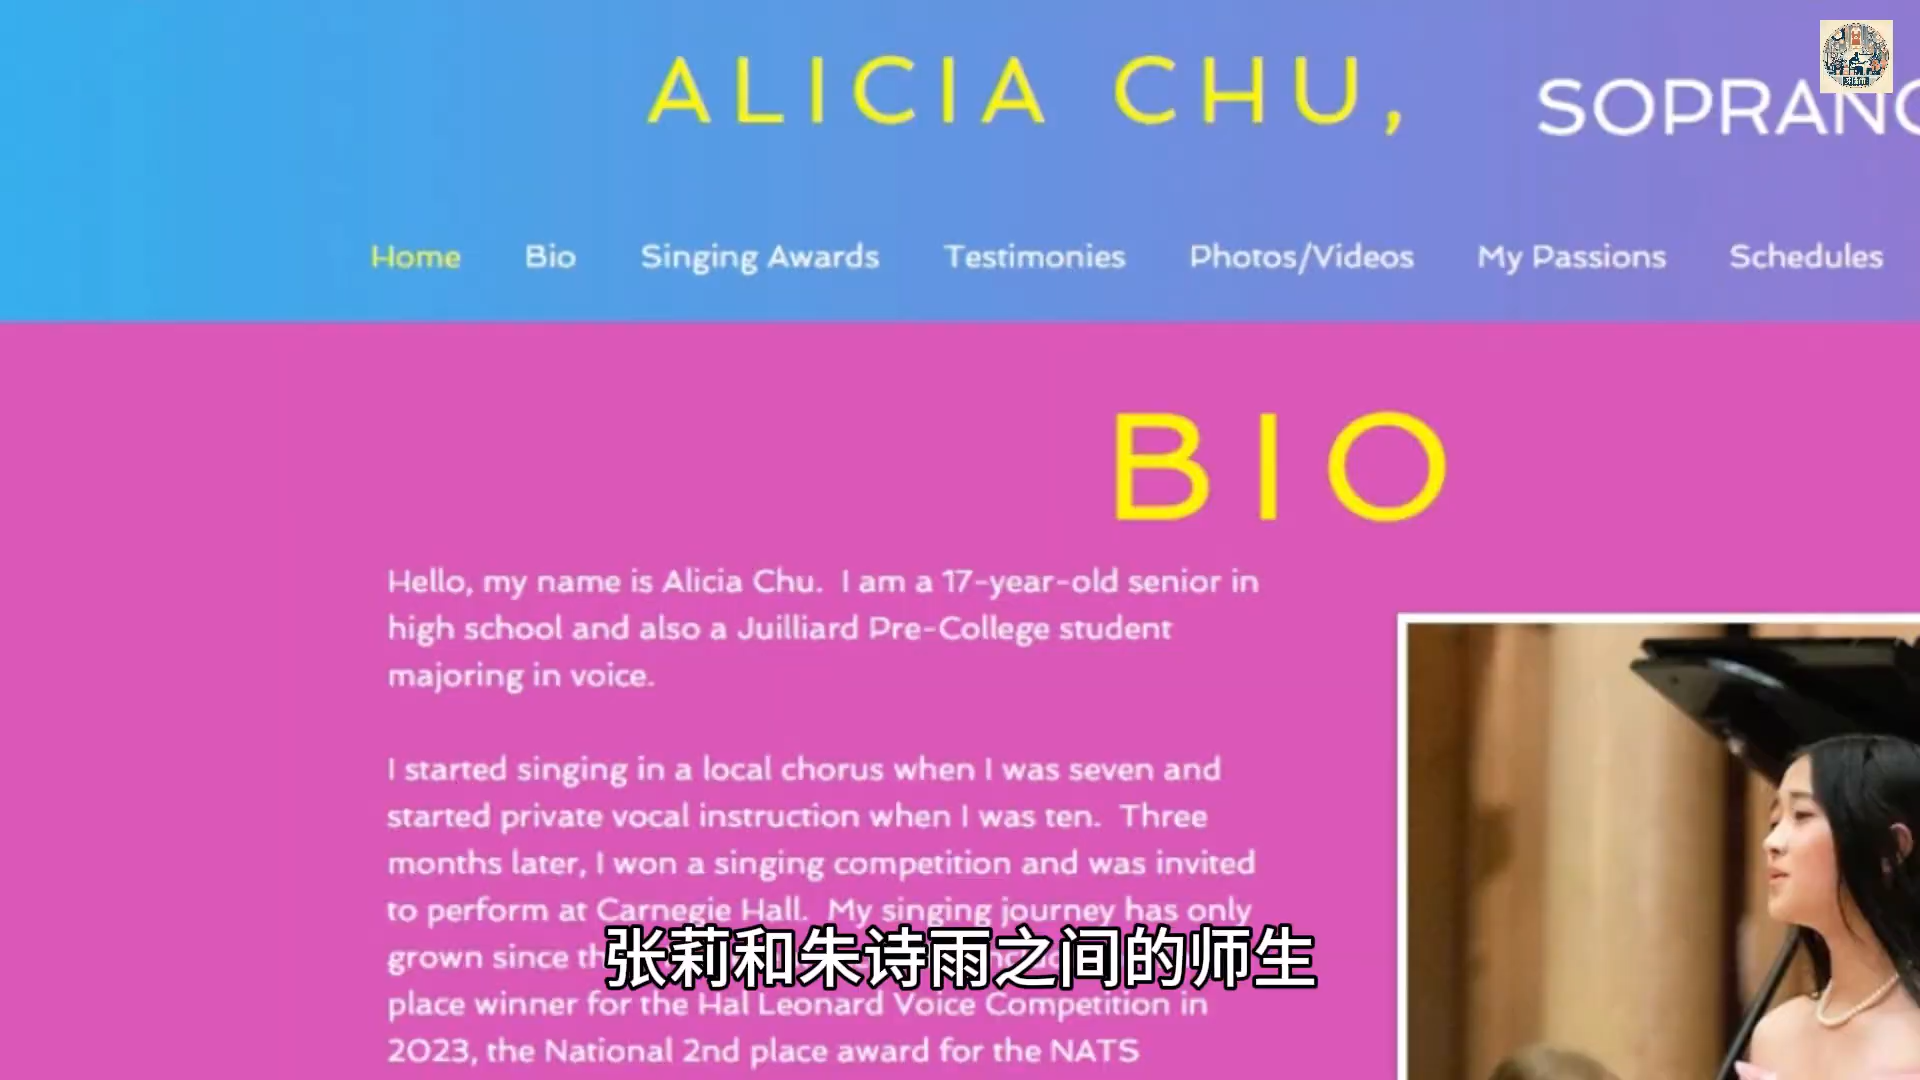 ALICIA CHU,
SOPRANO
Home Bio Singing Awards Testimonies Photos/Videos My Passions Schedules
BIO
Hello, my name is Alicia Chu. I am a 17-year-old senior in
high school and also a Juilliard Pre-College student
majoring in voice.
I started singing in a local chorus when I was seven and
started private vocal instruction when I was ten. Three
months later, I won a singing competition and was invited
to perform at Carnegie Hall. My singing journey has only
grown since
张莉和朱诗雨之间的师生
place winner for the Hal Leonard Voice Competition in
2023, the National 2nd place award for the NATS